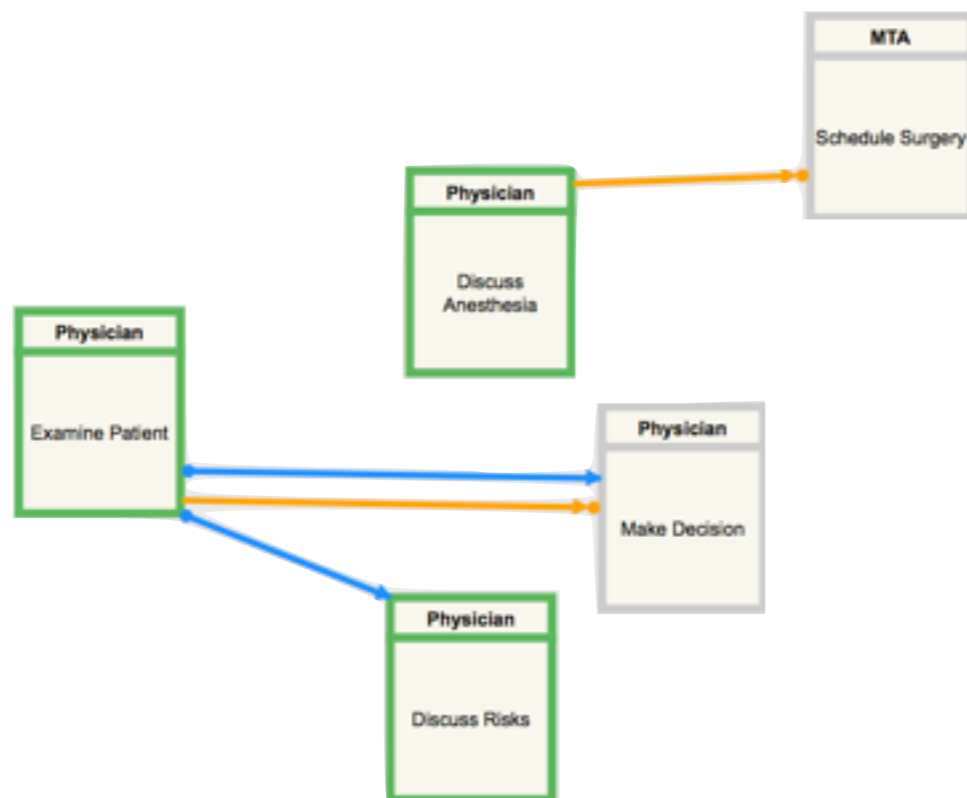 MTA
Schedule Surgery
Physician
Discuss
Anesthesia
Physician
Examine Patient
Physician
Make Decision
Physician
Discuss Risks